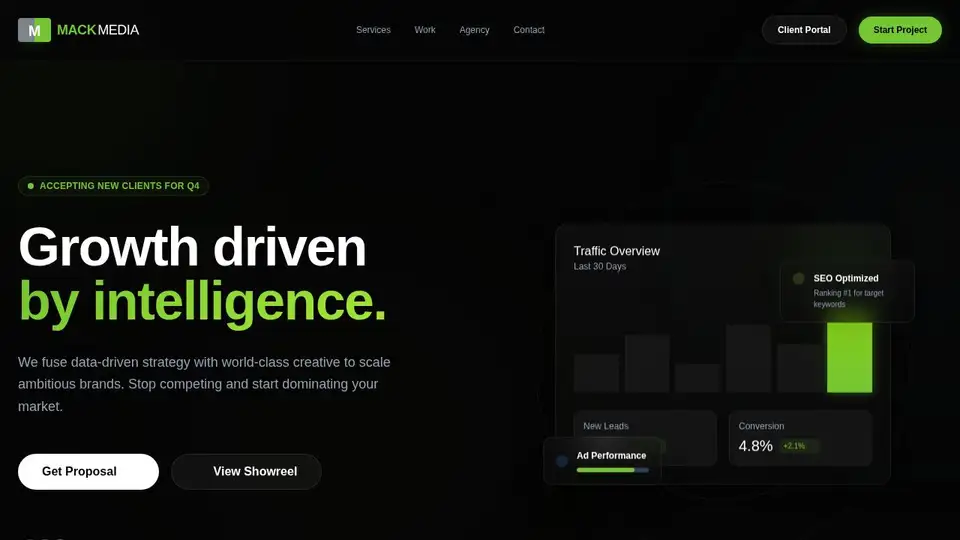 M MACKMEDIA
Services
Work
Agency
Contact
Client Portal
Start Project
ACCEPTING NEW CLIENTS FOR Q4
Growth driven
by intelligence.
We fuse data-driven strategy with world-class creative to scale
ambitious brands. Stop competing and start dominating your
market.
Get Proposal
View Showreel
Traffic Overview
Last 30 Days
SEO Optimized
Ranking #1 for target
keywords
New Leads
Conversion
4.8%
+2.1%
Ad Performance